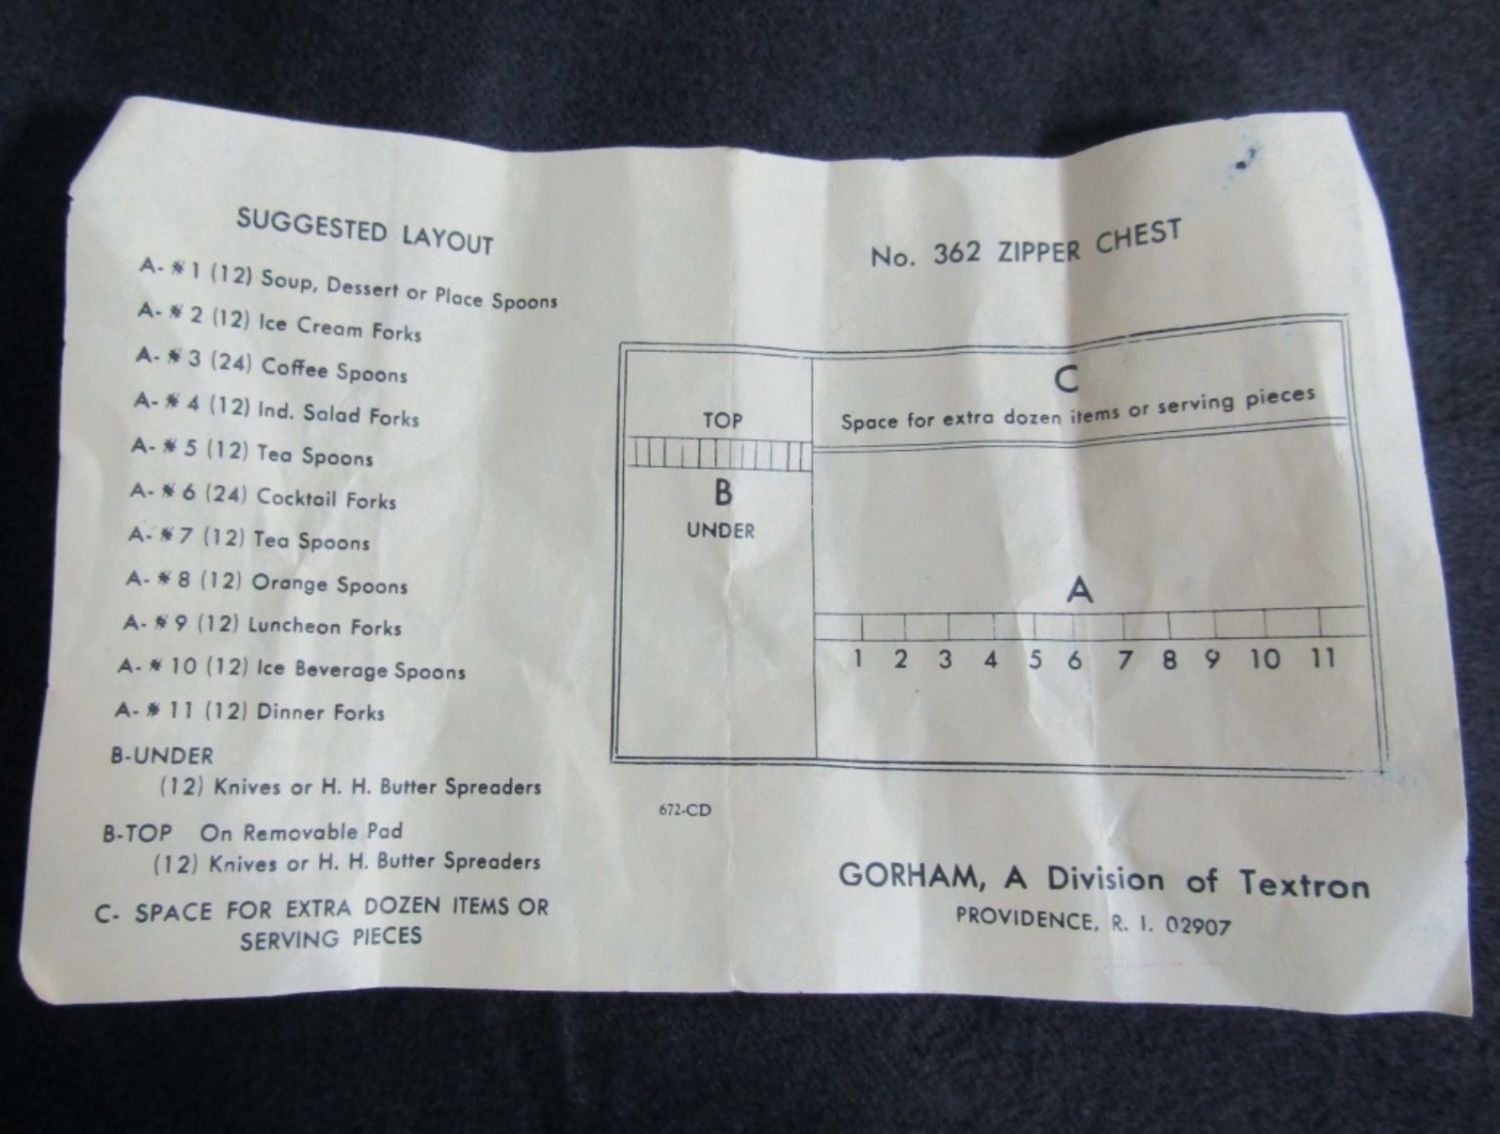 SUGGESTED LAYOUT
A- #1 (12) Soup, Dessert or Place Spoons
A- #2 (12) Ice Cream Forks
A- #3 (24) Coffee Spoons
A- #4 (12) Ind. Salad Forks
A- #5 (12) Tea Spoons
A- #6 (24) Cocktail Forks
A- #7 (12) Tea Spoons
A- #8 (12) Orange Spoons
A- #9 (12) Luncheon Forks
A- #10 (12) Ice Beverage Spoons
A- #11 (12) Dinner Forks
B-UNDER
(12) Knives or H. H. Butter Spreaders
B-TOP On Removable Pad
(12) Knives or H. H. Butter Spreaders
C- SPACE FOR EXTRA DOZEN ITEMS OR
SERVING PIECES
No. 362 ZIPPER CHEST
TOP
B
UNDER
C
Space for extra dozen items or serving pieces
A
1 2 3 4 5 6 7 8 9 10 11
672-CD
GORHAM, A Division of Textron
PROVIDENCE, R. I. 02907